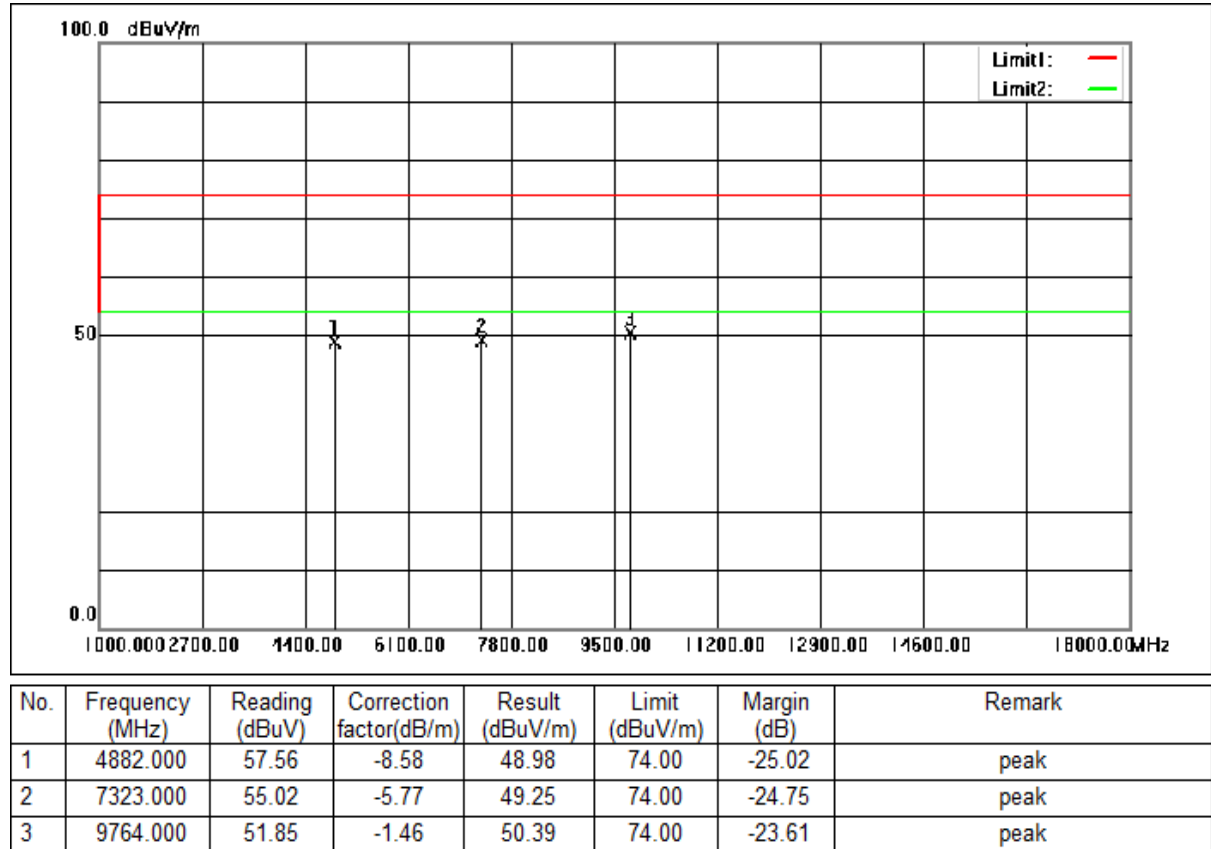 100.0 dBuV/m
Limit1:
Limit2:
50
1 2 3
0.0
1000.000 2700.00 4400.00 6100.00 7800.00 9500.00 11200.00 12900.00 14600.00 18000.00MHz
No. Frequency (MHz) Reading (dBuV) Correction factor(dB/m) Result (dBuV/m) Limit (dBuV/m) Margin (dB) Remark
1 4882.000 57.56 -8.58 48.98 74.00 -25.02 peak
2 7323.000 55.02 -5.77 49.25 74.00 -24.75 peak
3 9764.000 51.85 -1.46 50.39 74.00 -23.61 peak